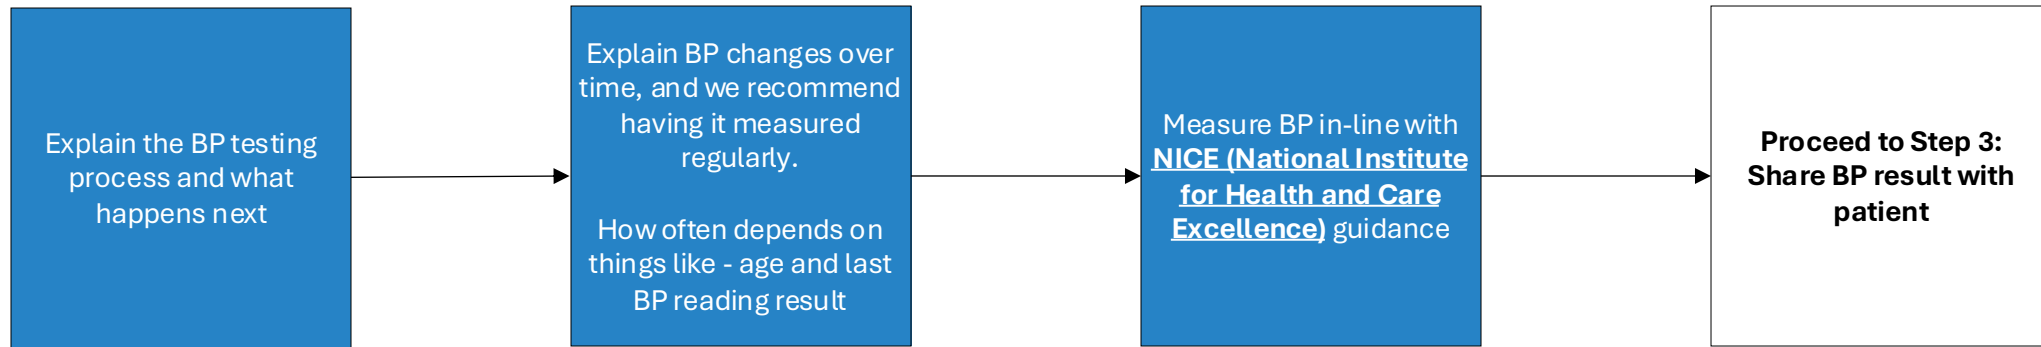 Explain the BP testing
process and what
happens next
Explain BP changes over
time, and we recommend
having it measured
regularly.
How often depends on
things like - age and last
BP reading result
Measure BP in-line with
NICE (National Institute
for Health and Care
Excellence) guidance
Proceed to Step 3:
Share BP result with
patient